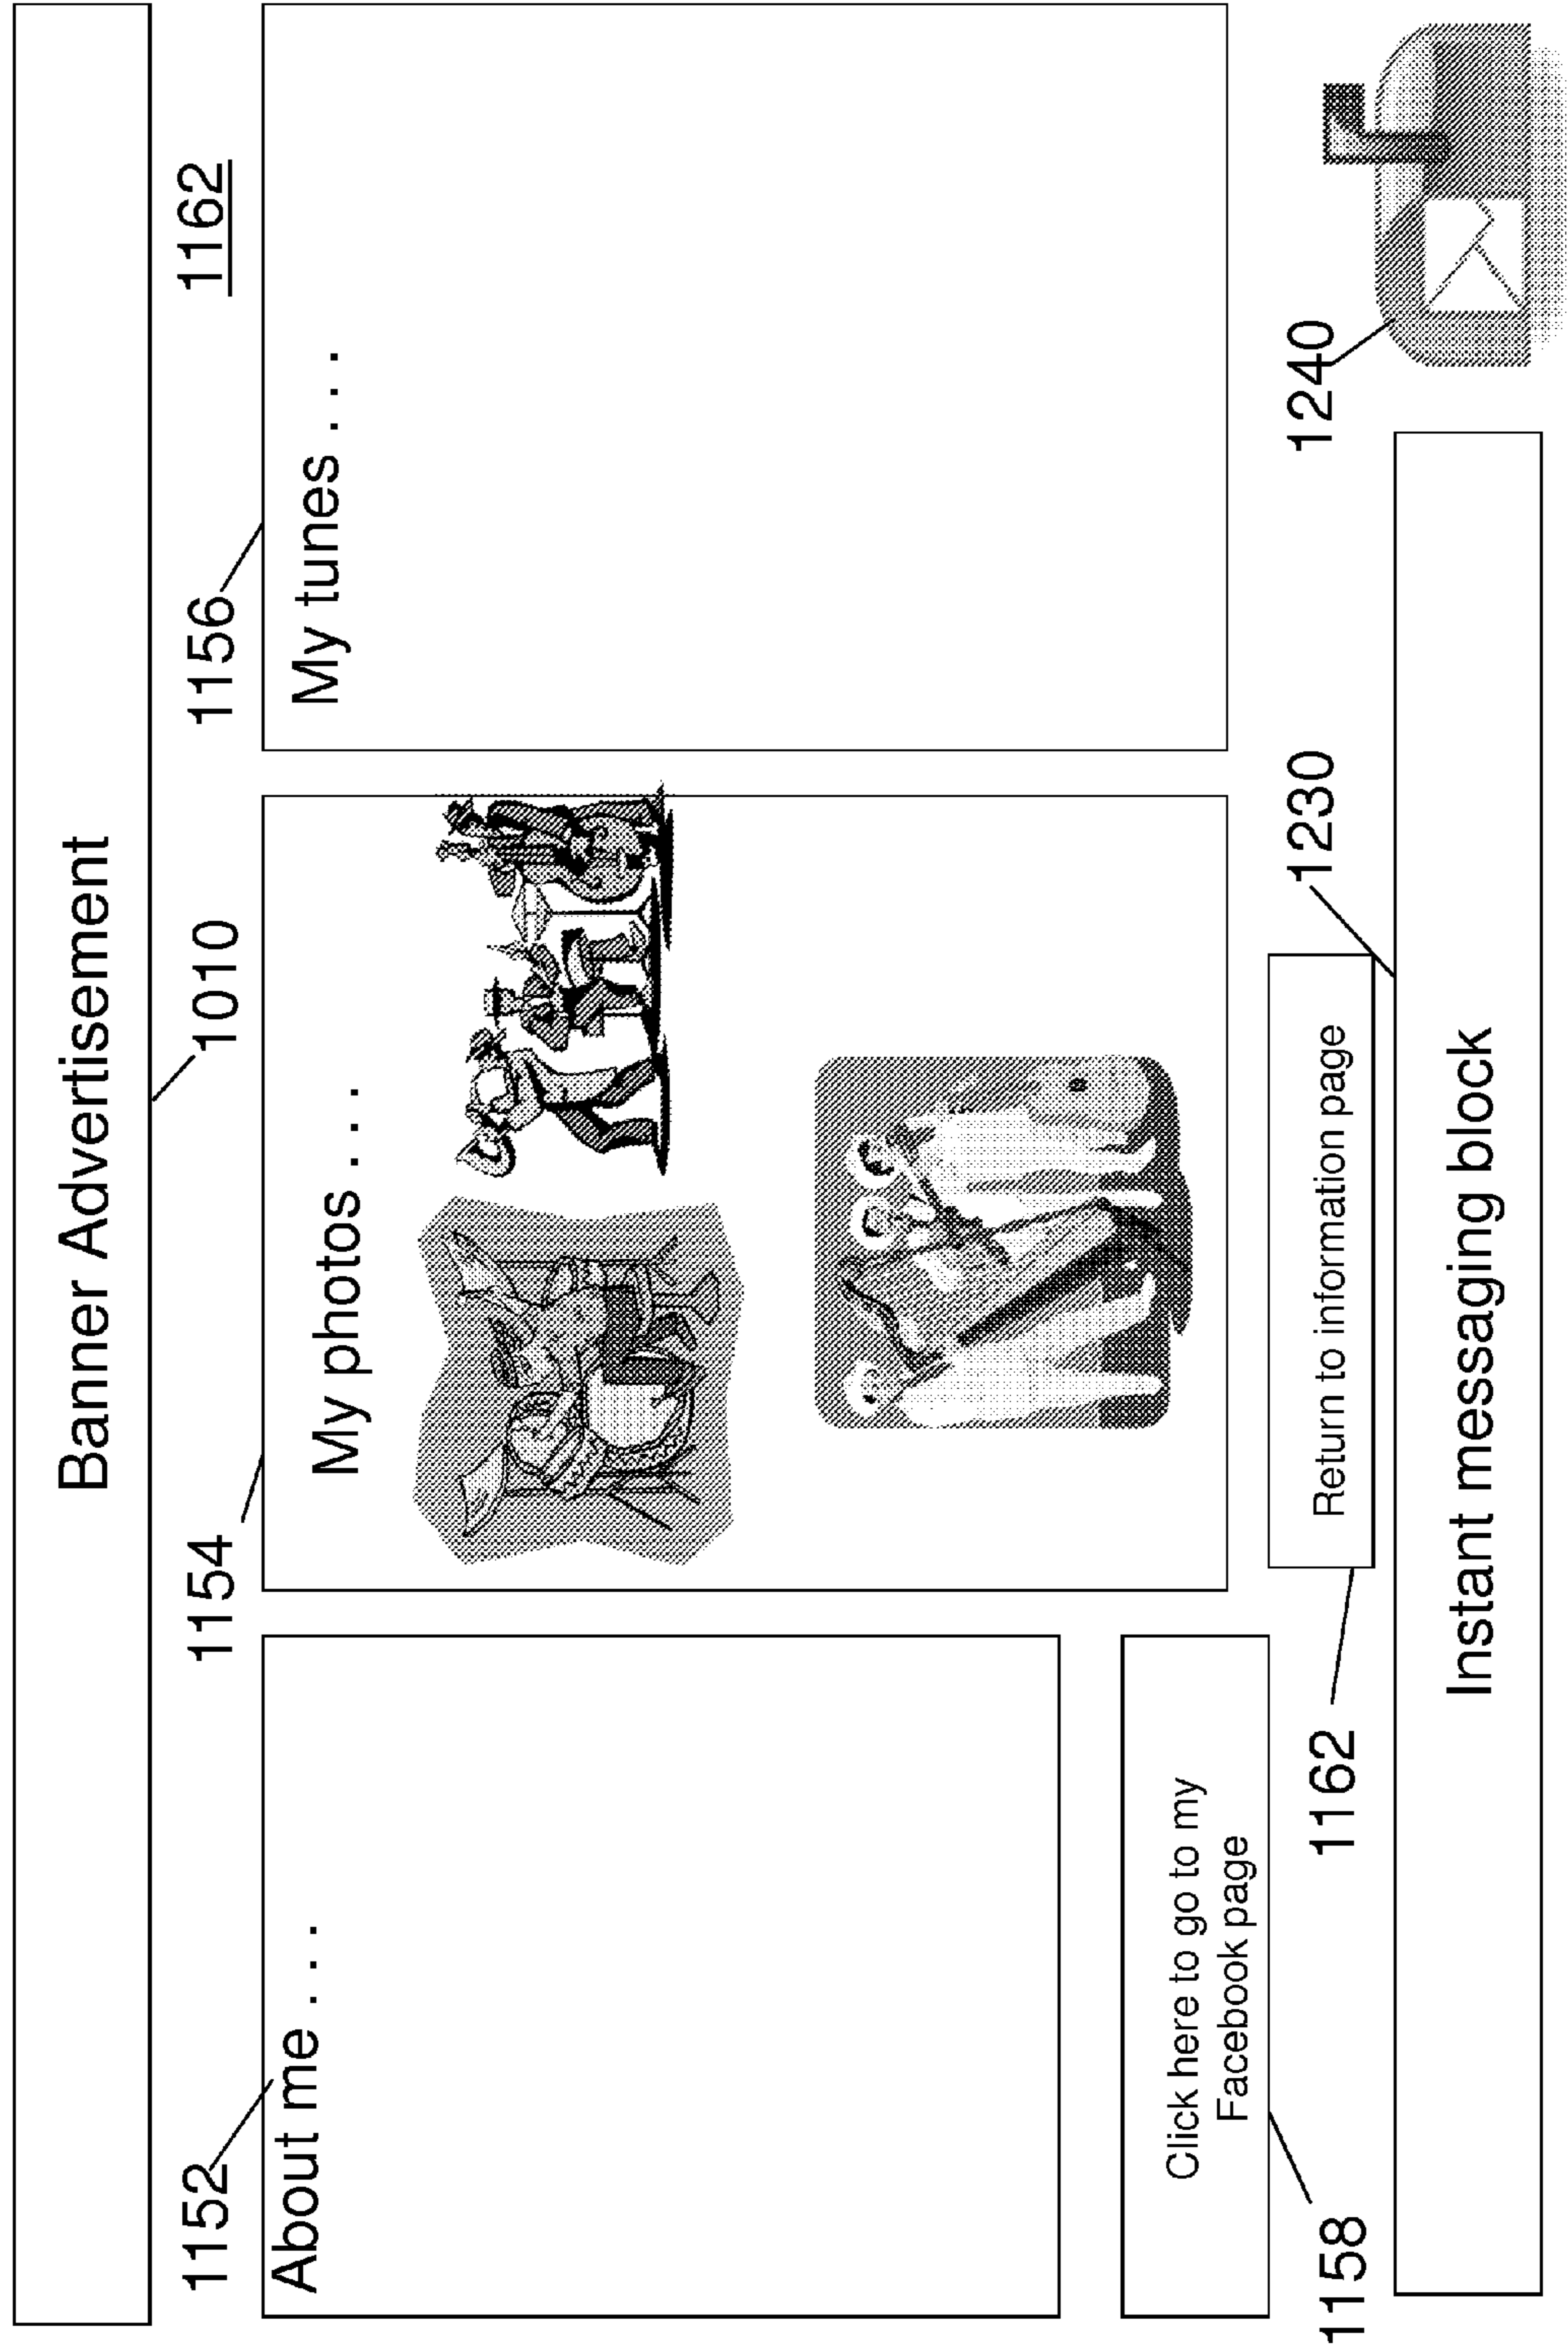 Banner Advertisement
1010
1152
1154
1156
1162
About me . . .
My photos . . .
My tunes . . .
Click here to go to my
Facebook page
Return to information page
1158
1162
1230
1240
Instant messaging block